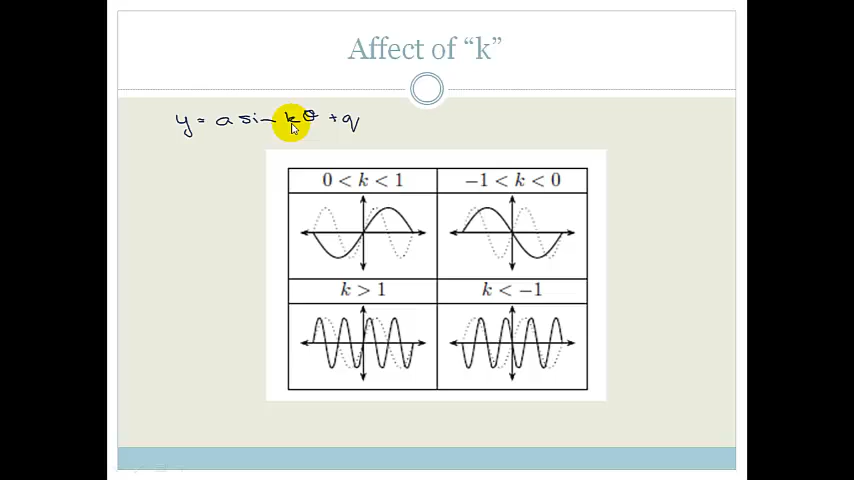 Affect of “k”
y = a sin kθ + q
0 < k < 1
−1 < k < 0
k > 1
k < −1